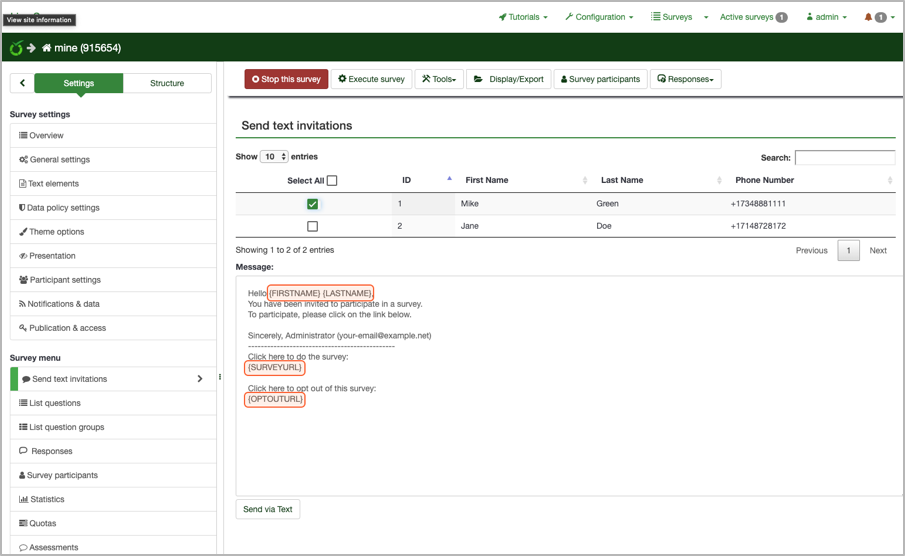 View site information
Tutorials
Configuration
Surveys
Active surveys 1
admin
1
mine (915654)
Settings
Structure
Stop this survey
Execute survey
Tools
Display/Export
Survey participants
Responses
Survey settings
Overview
General settings
Text elements
Data policy settings
Theme options
Presentation
Participant settings
Notifications & data
Publication & access
Survey menu
Send text invitations
List questions
List question groups
Responses
Survey participants
Statistics
Quotas
Assessments
Send text invitations
Show 10 entries
Search:
Select All ID First Name Last Name Phone Number
1 Mike Green +17348881111
2 Jane Doe +17148728172
Showing 1 to 2 of 2 entries
Previous 1 Next
Message:
Hello {FIRSTNAME} {LASTNAME},
You have been invited to participate in a survey.
To participate, please click on the link below.
Sincerely, Administrator (your-email@example.net)
-----------------------------------------------
Click here to do the survey:
{SURVEYURL}
Click here to opt out of this survey:
{OPTOUTURL}
Send via Text